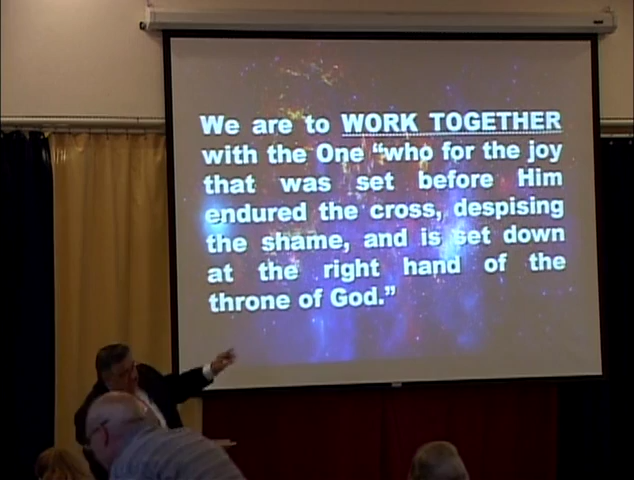 We are to WORK TOGETHER
with the One “who for the joy
that was set before Him
endured the cross, despising
the shame, and is set down
at the right hand of the
throne of God.”